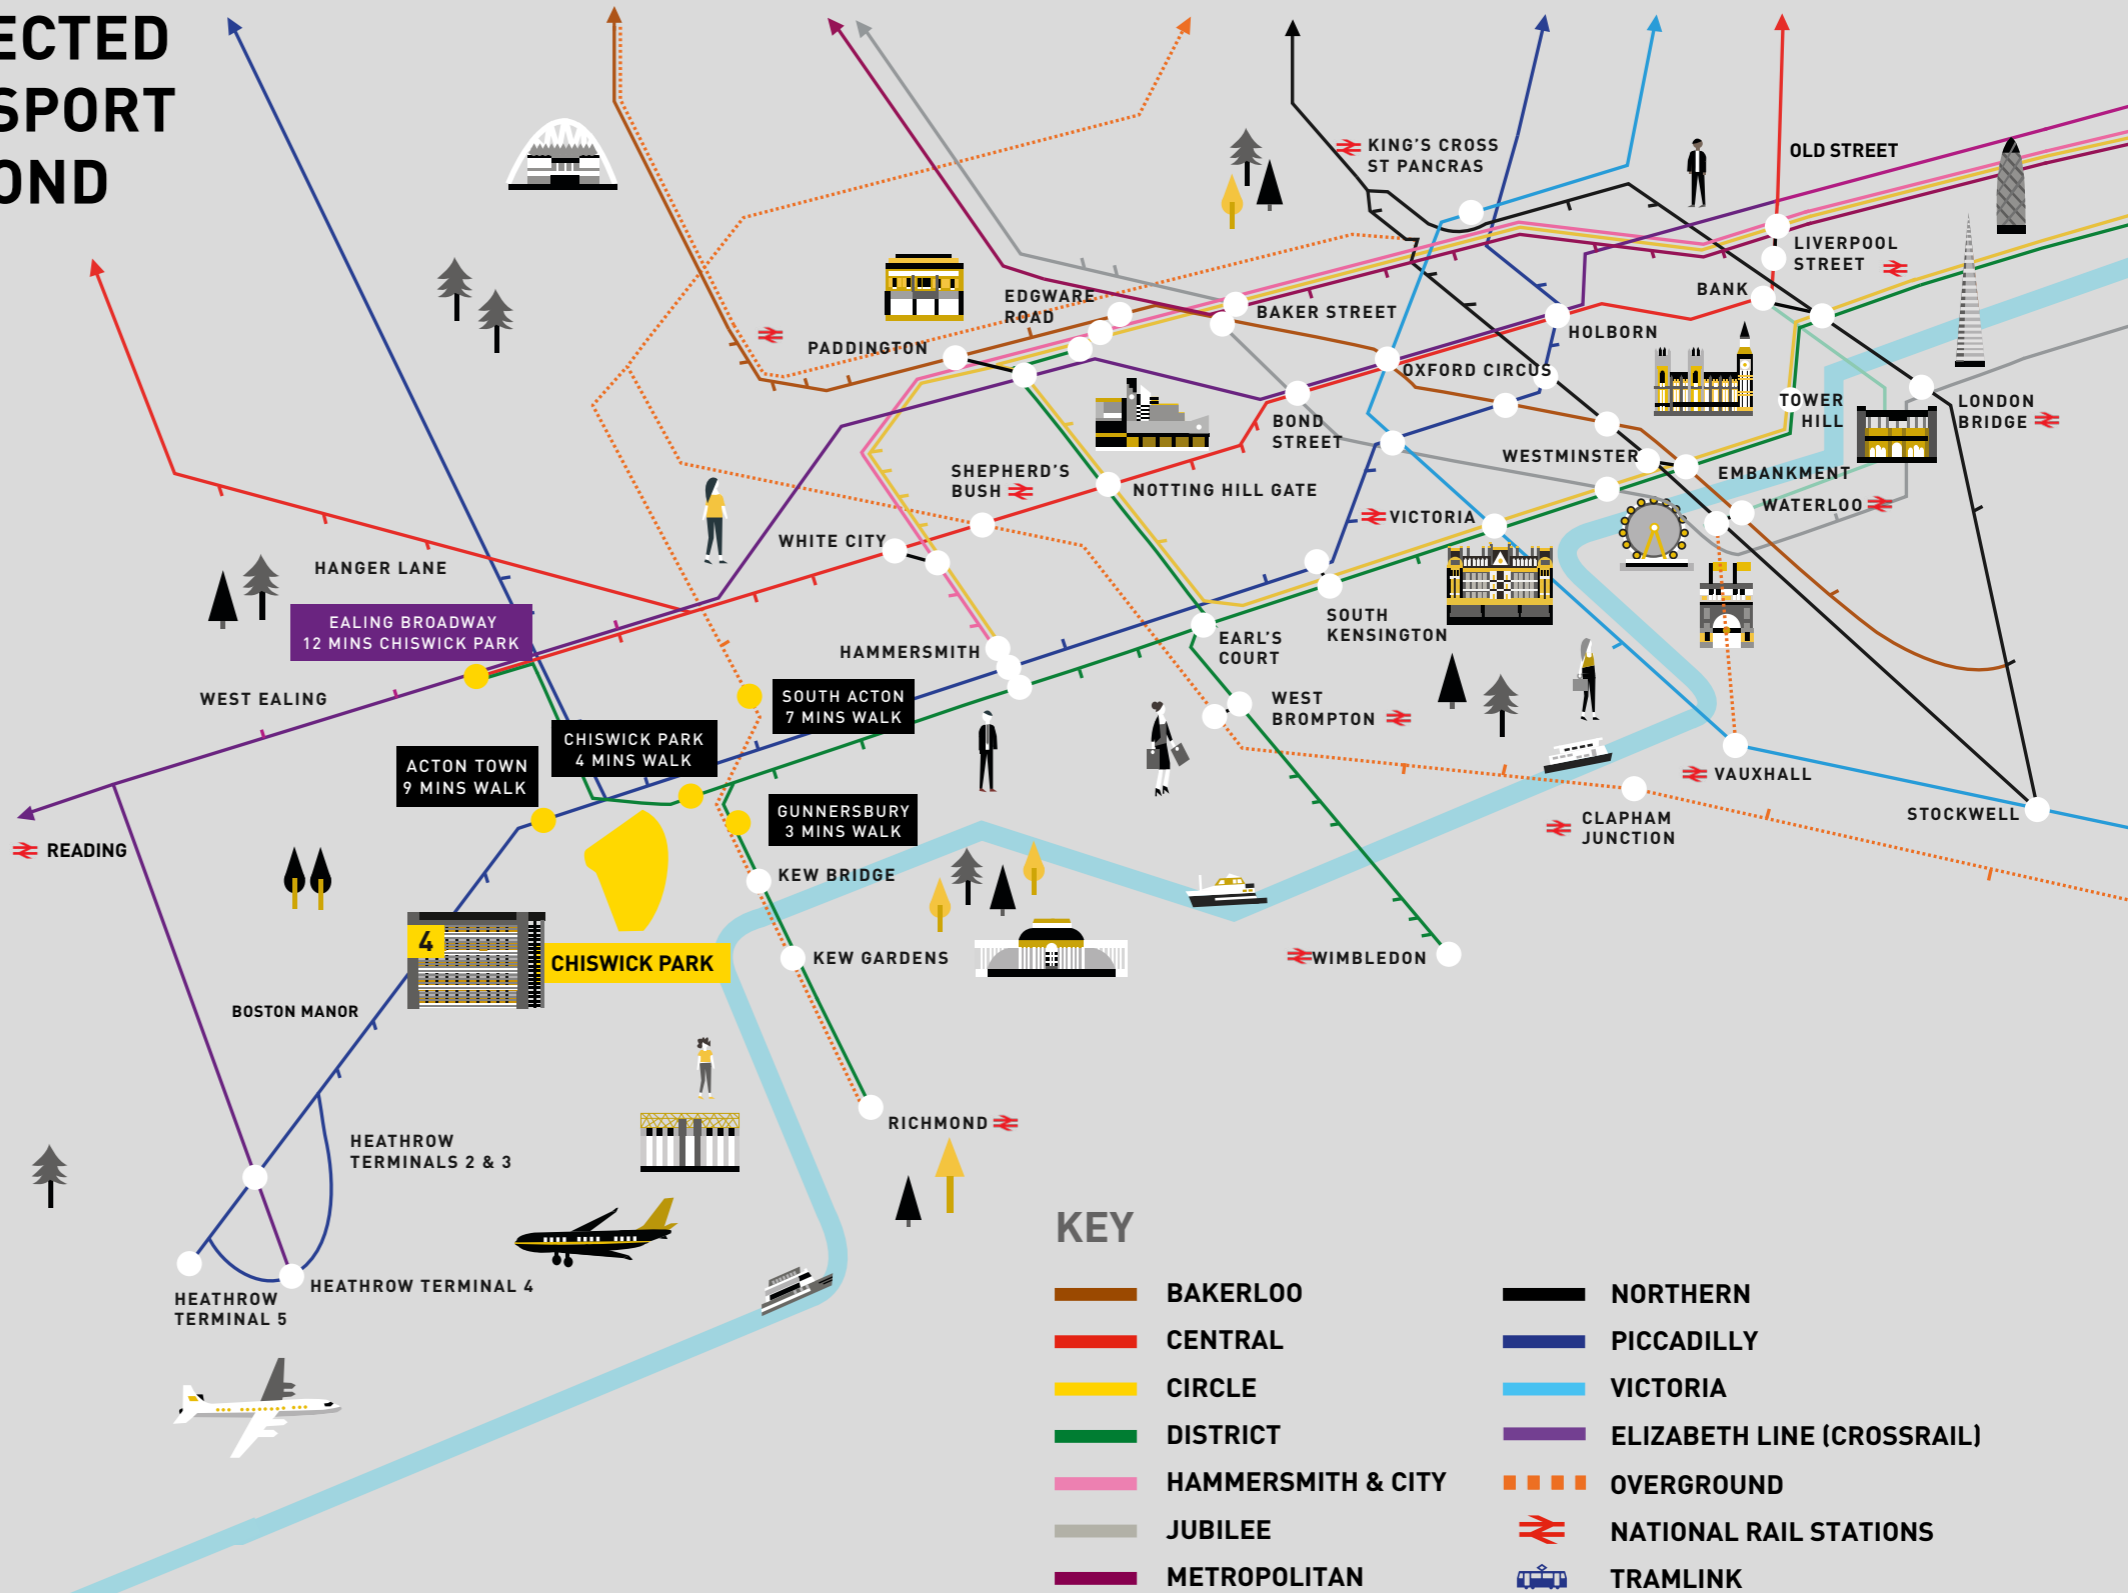 ECTED
SPORT
OND
KING'S CROSS
ST PANCRAS
OLD STREET
LIVERPOOL
STREET
BANK
EDGWARE
ROAD
BAKER STREET
HOLBORN
PADDINGTON
OXFORD CIRCUS
TOWER
HILL
LONDON
BRIDGE
BOND
STREET
WESTMINSTER
EMBANKMENT
SHEPHERD'S
BUSH
NOTTING HILL GATE
WATERLOO
VICTORIA
WHITE CITY
HANGER LANE
EALING BROADWAY
12 MINS CHISWICK PARK
SOUTH
KENSINGTON
EARL'S
COURT
HAMMERSMITH
WEST EALING
SOUTH ACTON
7 MINS WALK
WEST
BROMPTON
CHISWICK PARK
4 MINS WALK
ACTON TOWN
9 MINS WALK
VAUXHALL
GUNNERSBURY
3 MINS WALK
CLAPHAM
JUNCTION
STOCKWELL
READING
KEW BRIDGE
4
CHISWICK PARK
KEW GARDENS
WIMBLEDON
BOSTON MANOR
RICHMOND
HEATHROW
TERMINALS 2 & 3
HEATHROW TERMINAL 4
HEATHROW
TERMINAL 5
KEY
BAKERLOO
CENTRAL
CIRCLE
DISTRICT
HAMMERSMITH & CITY
JUBILEE
METROPOLITAN
NORTHERN
PICCADILLY
VICTORIA
ELIZABETH LINE (CROSSRAIL)
OVERGROUND
NATIONAL RAIL STATIONS
TRAMLINK